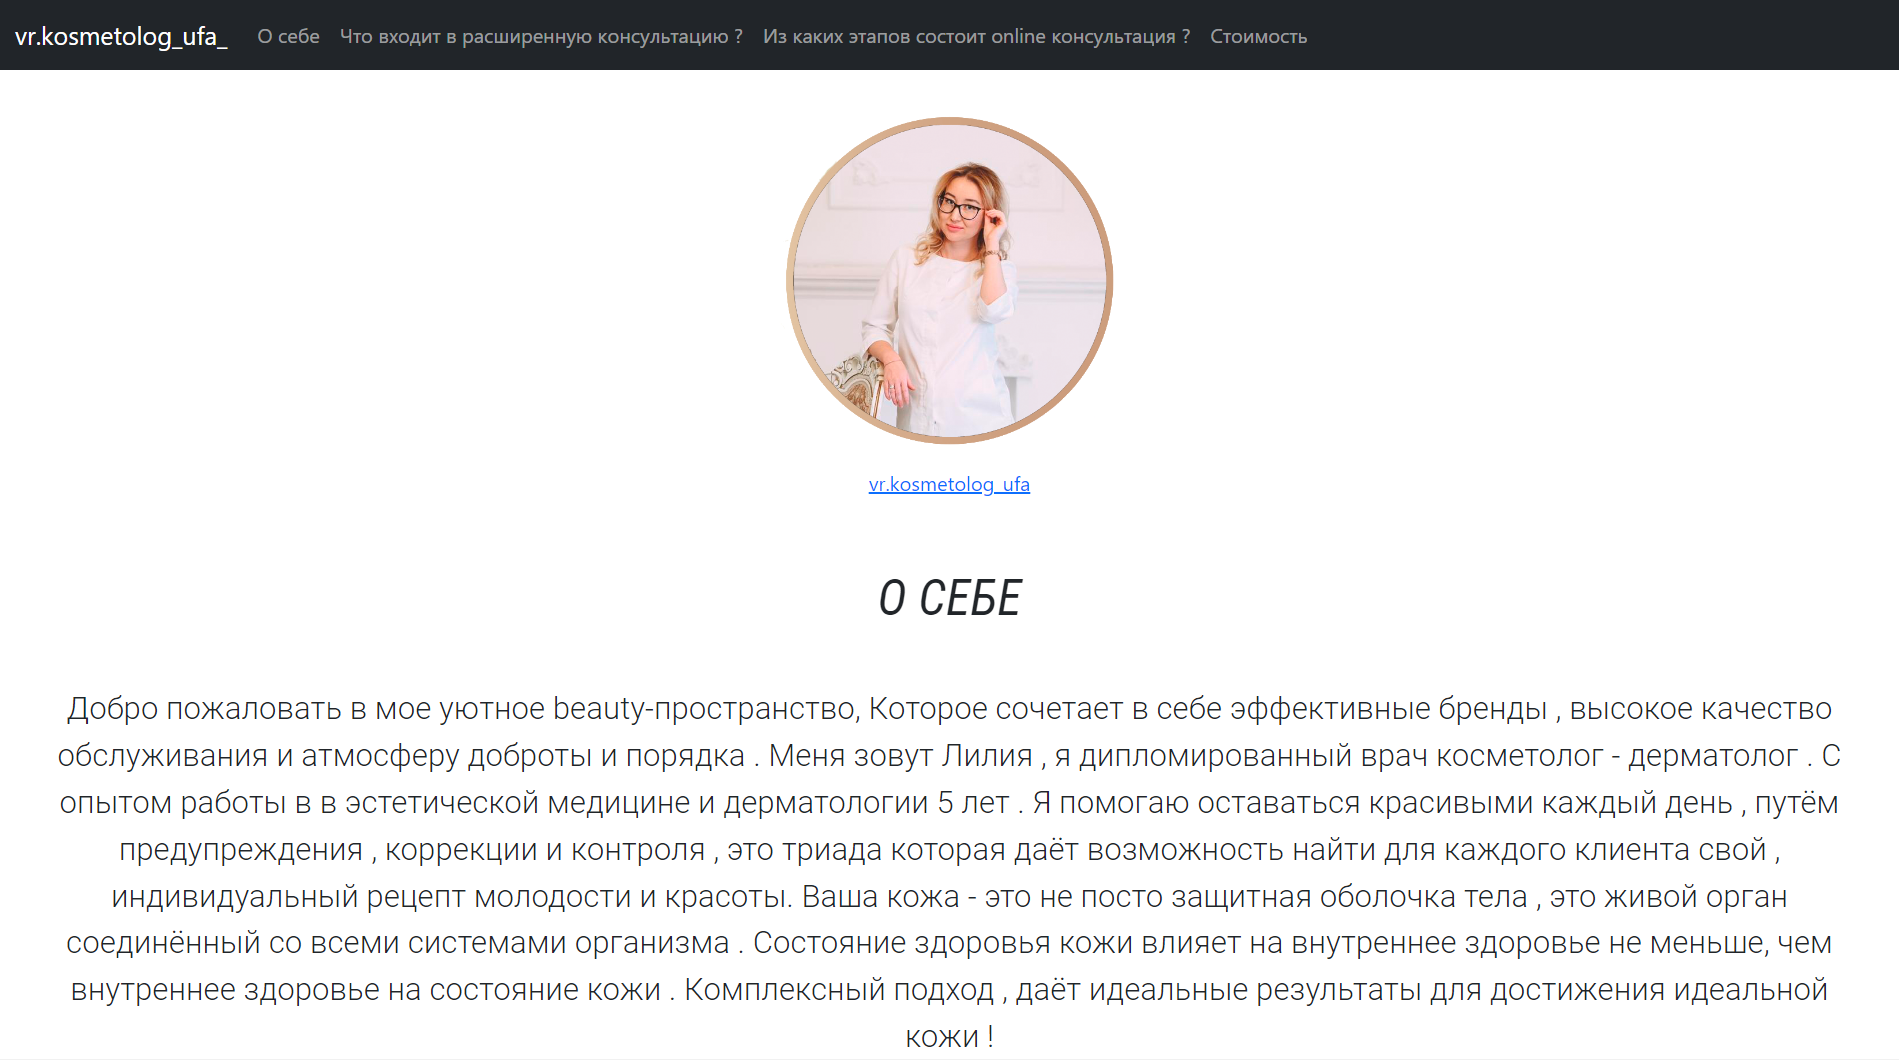 vr.kosmetolog_ufa_ О себе Что входит в расширенную консультацию ? Из каких этапов состоит online консультация ? Стоимость
vr.kosmetolog_ufa
О СЕБЕ
Добро пожаловать в мое уютное beauty-пространство, Которое сочетает в себе эффективные бренды , высокое качество
обслуживания и атмосферу доброты и порядка . Меня зовут Лилия , я дипломированный врач косметолог - дерматолог . С
опытом работы в в эстетической медицине и дерматологии 5 лет . Я помогаю оставаться красивыми каждый день , путём
предупреждения , коррекции и контроля , это триада которая даёт возможность найти для каждого клиента свой ,
индивидуальный рецепт молодости и красоты. Ваша кожа - это не посто защитная оболочка тела , это живой орган
соединённый со всеми системами организма . Состояние здоровья кожи влияет на внутреннее здоровье не меньше, чем
внутреннее здоровье на состояние кожи . Комплексный подход , даёт идеальные результаты для достижения идеальной
кожи !